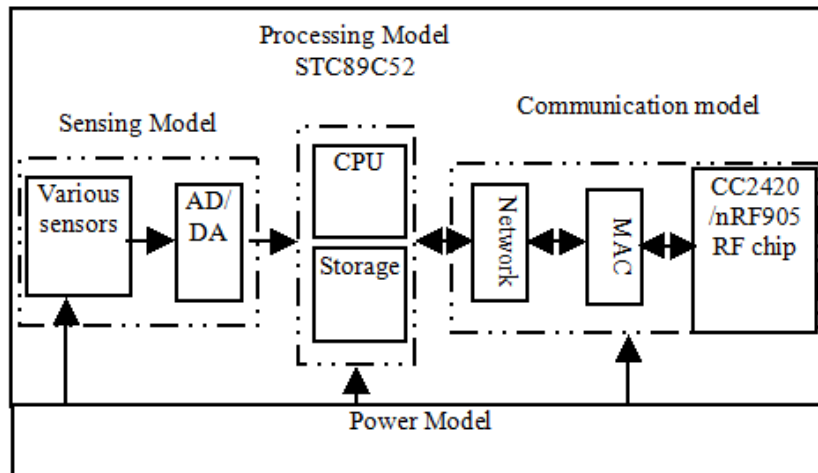 Processing Model
STC89C52
Communication model
Sensing Model
Various
sensors
AD/
DA
CPU
Storage
Network
MAC
CC2420
/nRF905
RF chip
Power Model